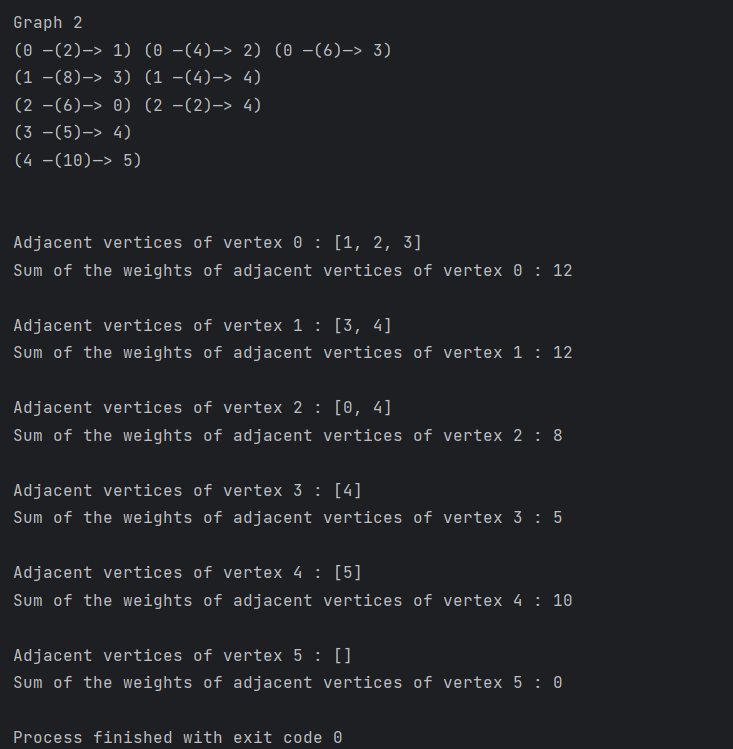 Graph 2
(0 —(2)—> 1) (0 —(4)—> 2) (0 —(6)—> 3)
(1 —(8)—> 3) (1 —(4)—> 4)
(2 —(6)—> 0) (2 —(2)—> 4)
(3 —(5)—> 4)
(4 —(10)—> 5)
Adjacent vertices of vertex 0 : [1, 2, 3]
Sum of the weights of adjacent vertices of vertex 0 : 12
Adjacent vertices of vertex 1 : [3, 4]
Sum of the weights of adjacent vertices of vertex 1 : 12
Adjacent vertices of vertex 2 : [0, 4]
Sum of the weights of adjacent vertices of vertex 2 : 8
Adjacent vertices of vertex 3 : [4]
Sum of the weights of adjacent vertices of vertex 3 : 5
Adjacent vertices of vertex 4 : [5]
Sum of the weights of adjacent vertices of vertex 4 : 10
Adjacent vertices of vertex 5 : []
Sum of the weights of adjacent vertices of vertex 5 : 0
Process finished with exit code 0